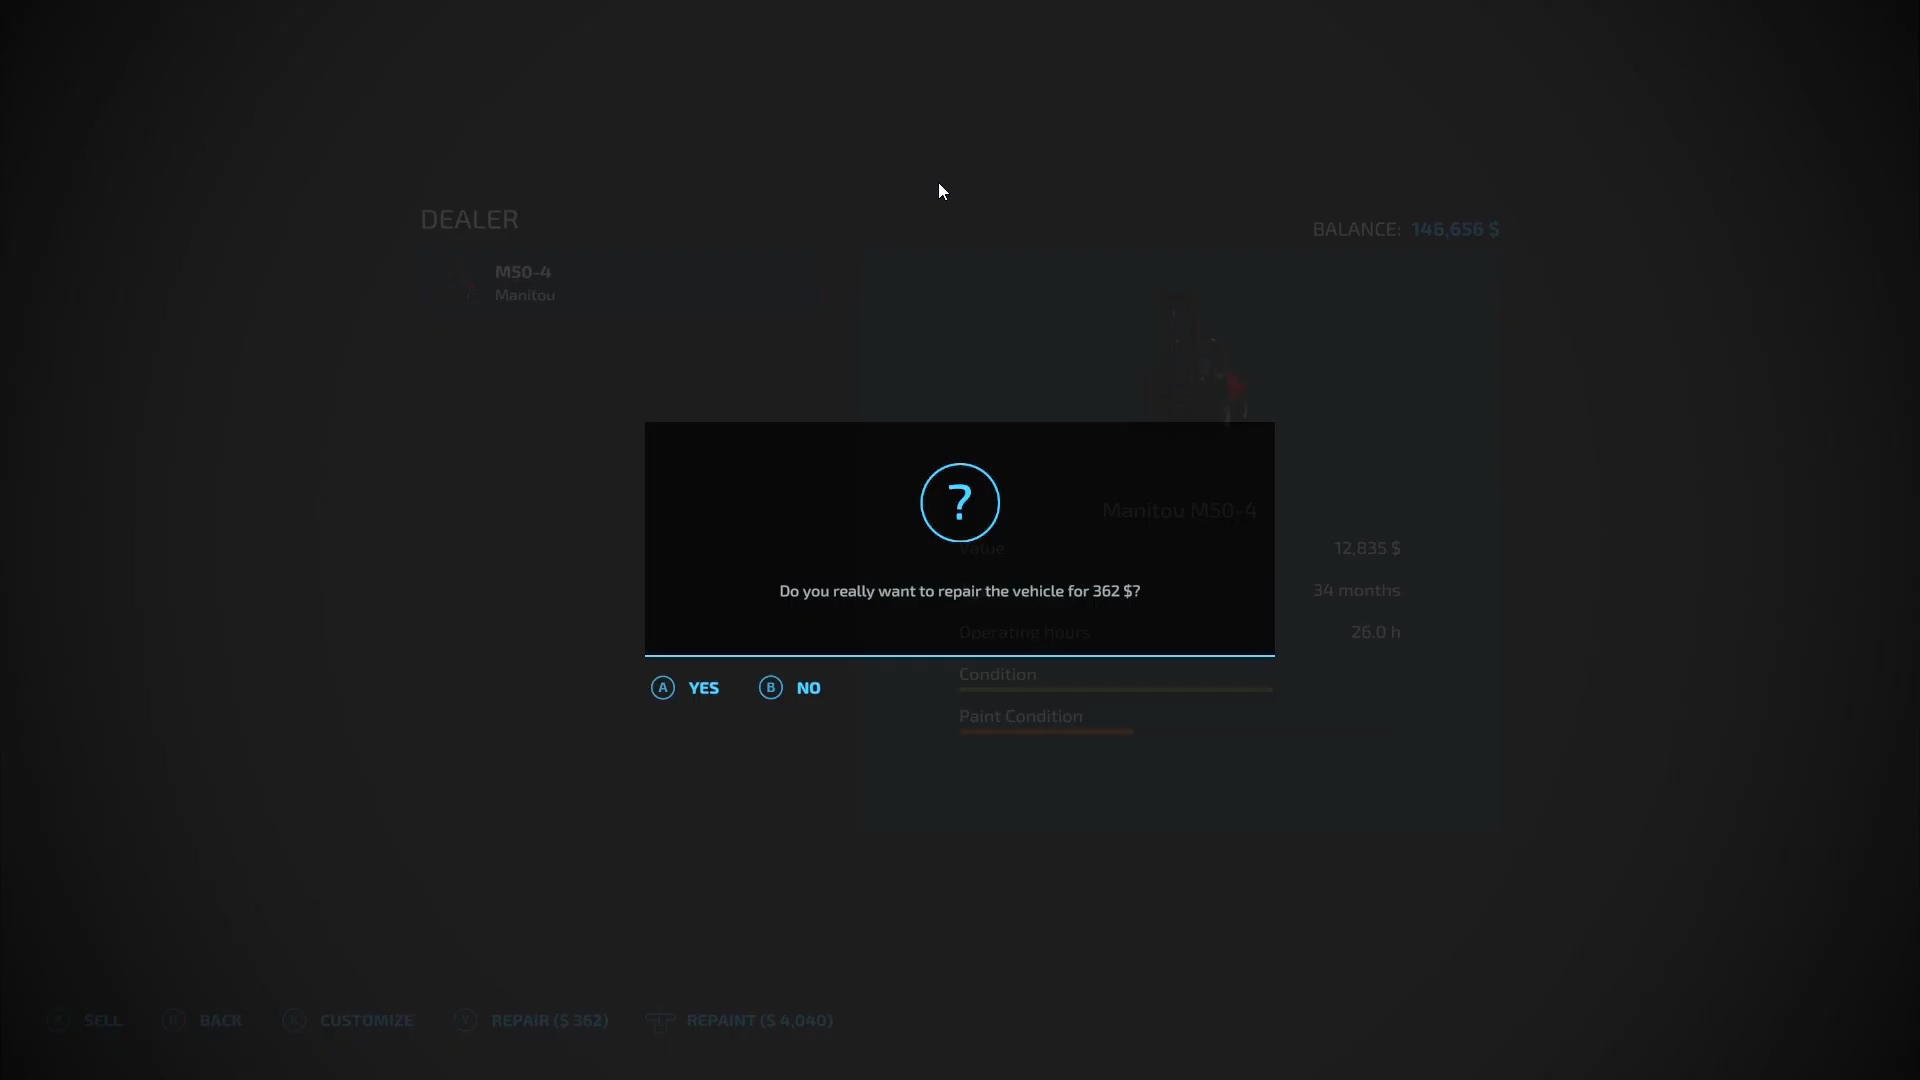 DEALER
BALANCE: 146,656 $
M50-4
Manitou
?
Manitou M50-4
Value 12,835 $
Do you really want to repair the vehicle for 362 $?
34 months
Operating hours 26.0 h
Condition
A YES B NO
Paint Condition
SELL BACK CUSTOMIZE Y REPAIR ($ 362) REPAINT ($ 4,040)